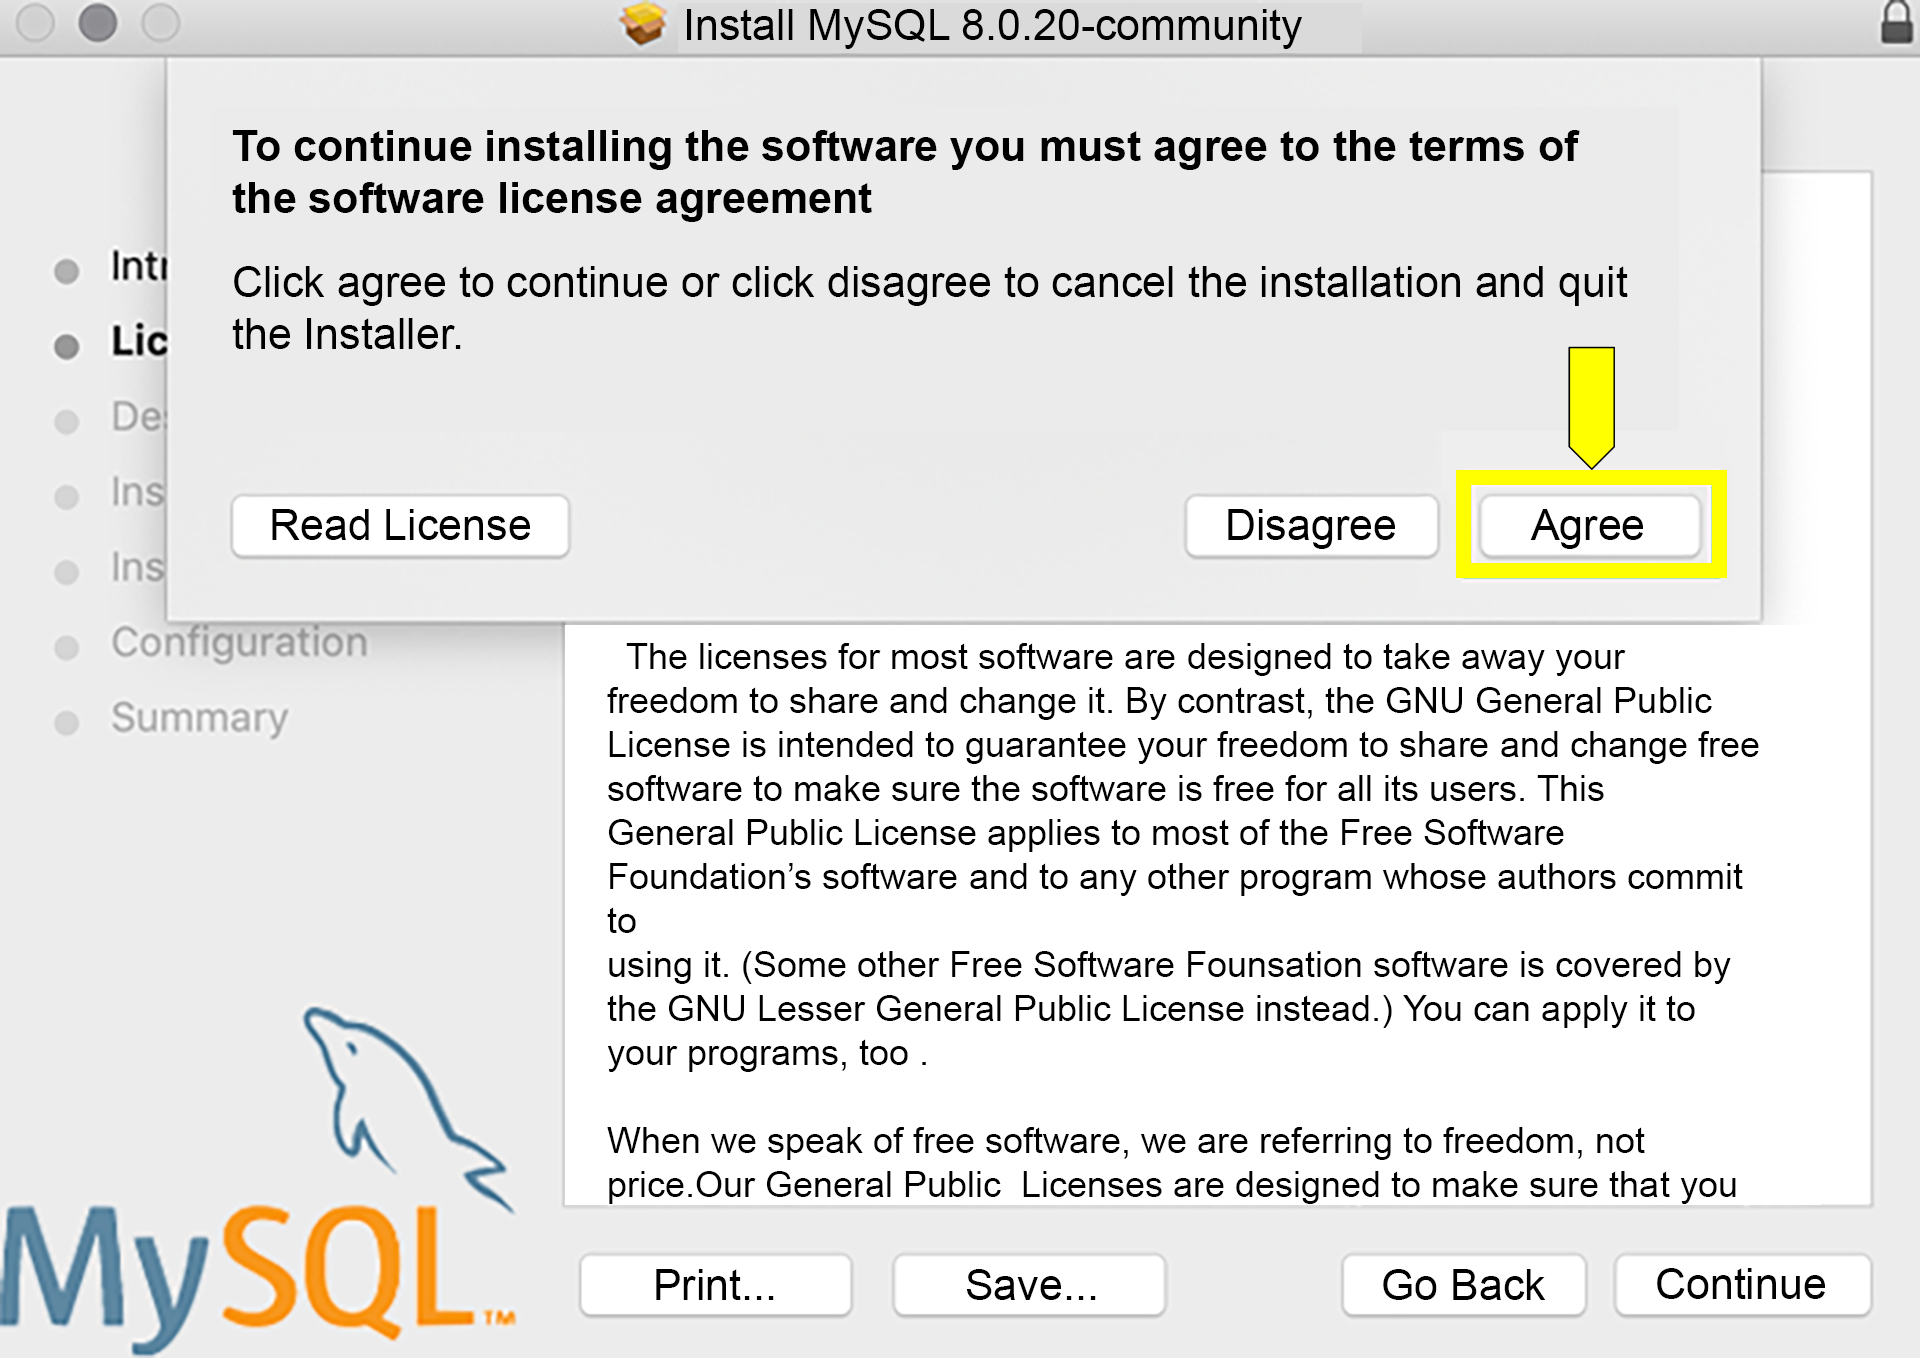 Install MySQL 8.0.20-community
To continue installing the software you must agree to the terms of
the software license agreement
Click agree to continue or click disagree to cancel the installation and quit
the Installer.
Read License
Disagree
Agree
Intr
Lic
Des
Ins
Ins
Configuration
Summary
The licenses for most software are designed to take away your
freedom to share and change it. By contrast, the GNU General Public
License is intended to guarantee your freedom to share and change free
software to make sure the software is free for all its users. This
General Public License applies to most of the Free Software
Foundation’s software and to any other program whose authors commit
to
using it. (Some other Free Software Founsation software is covered by
the GNU Lesser General Public License instead.) You can apply it to
your programs, too .
When we speak of free software, we are referring to freedom, not
price.Our General Public  Licenses are designed to make sure that you
MySQL™
Print...
Save...
Go Back
Continue